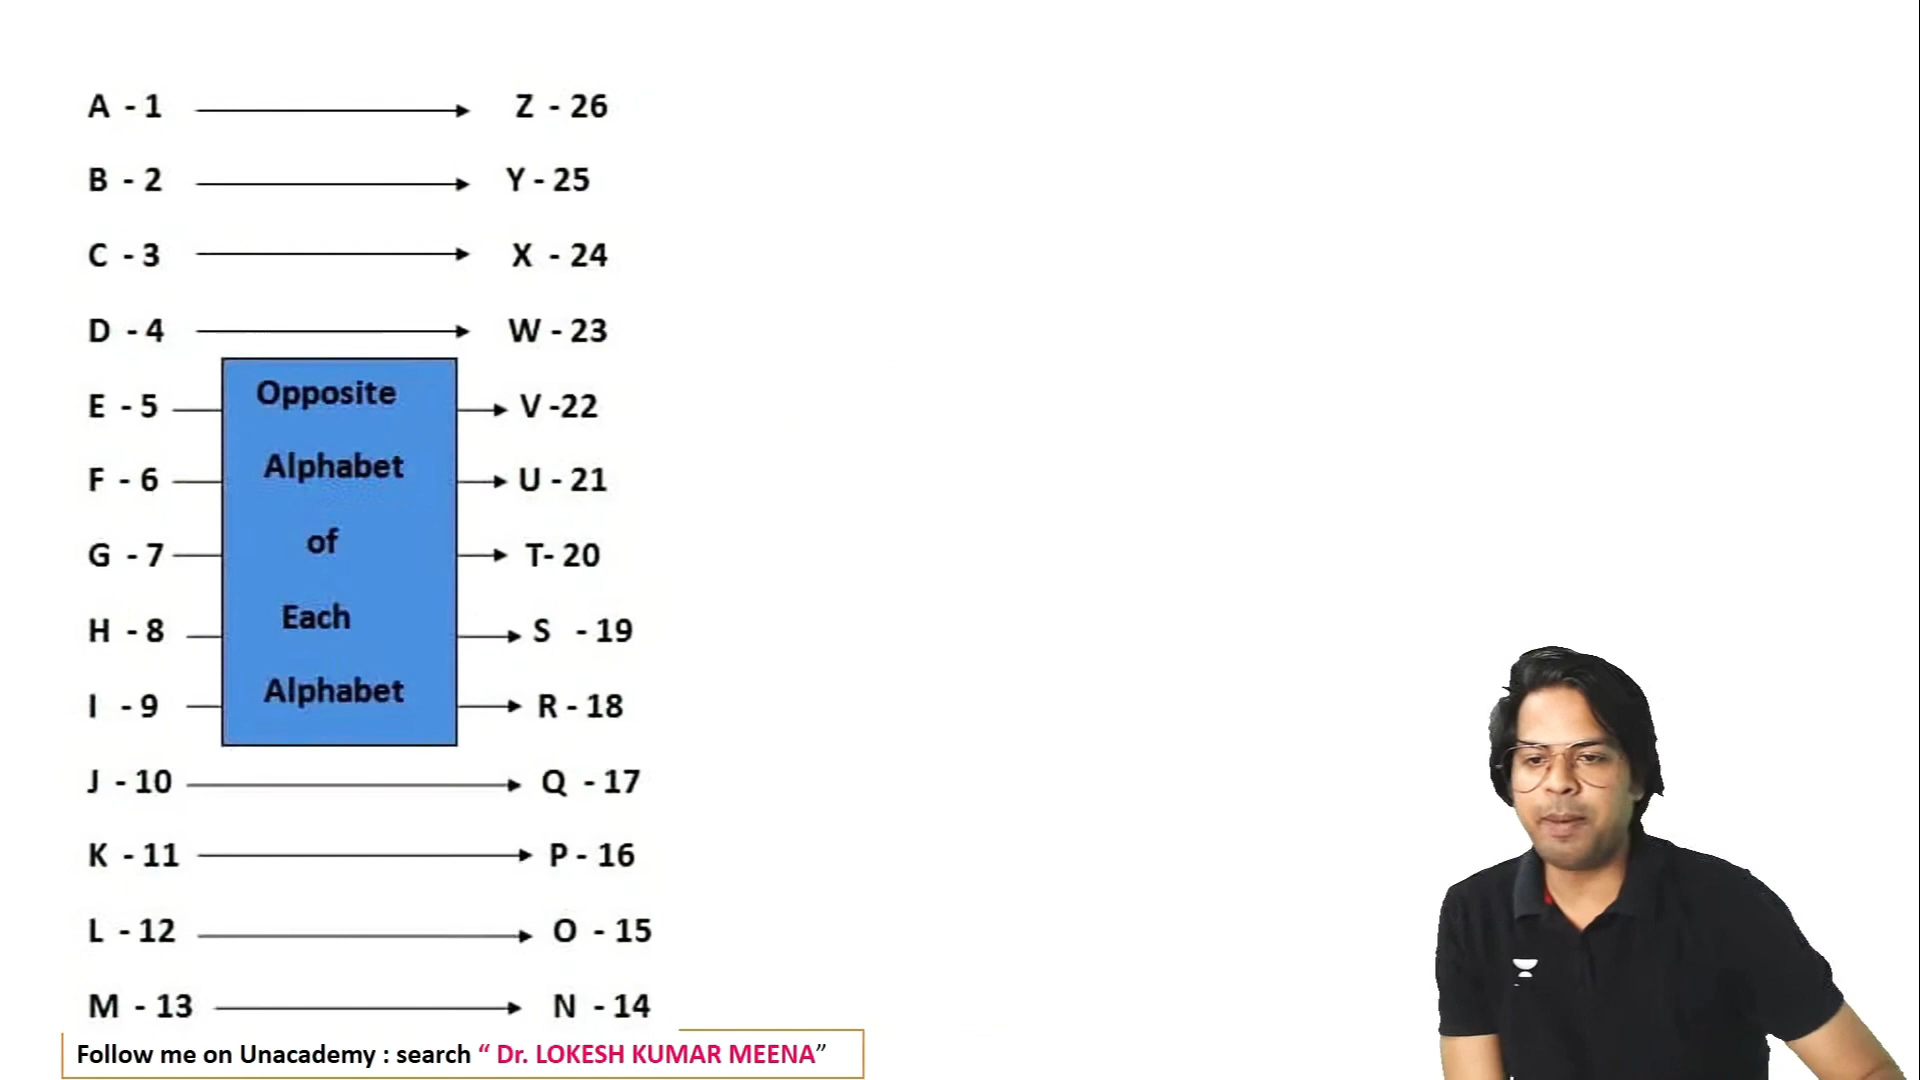 A - 1 Z - 26
B - 2 Y - 25
C - 3 X - 24
D - 4 W - 23
E - 5 Opposite V -22
F - 6 Alphabet U - 21
G - 7 of T- 20
H - 8 Each S - 19
I - 9 Alphabet R - 18
J - 10 Q - 17
K - 11 P - 16
L - 12 O - 15
M - 13 N - 14
Follow me on Unacademy : search “ Dr. LOKESH KUMAR MEENA”